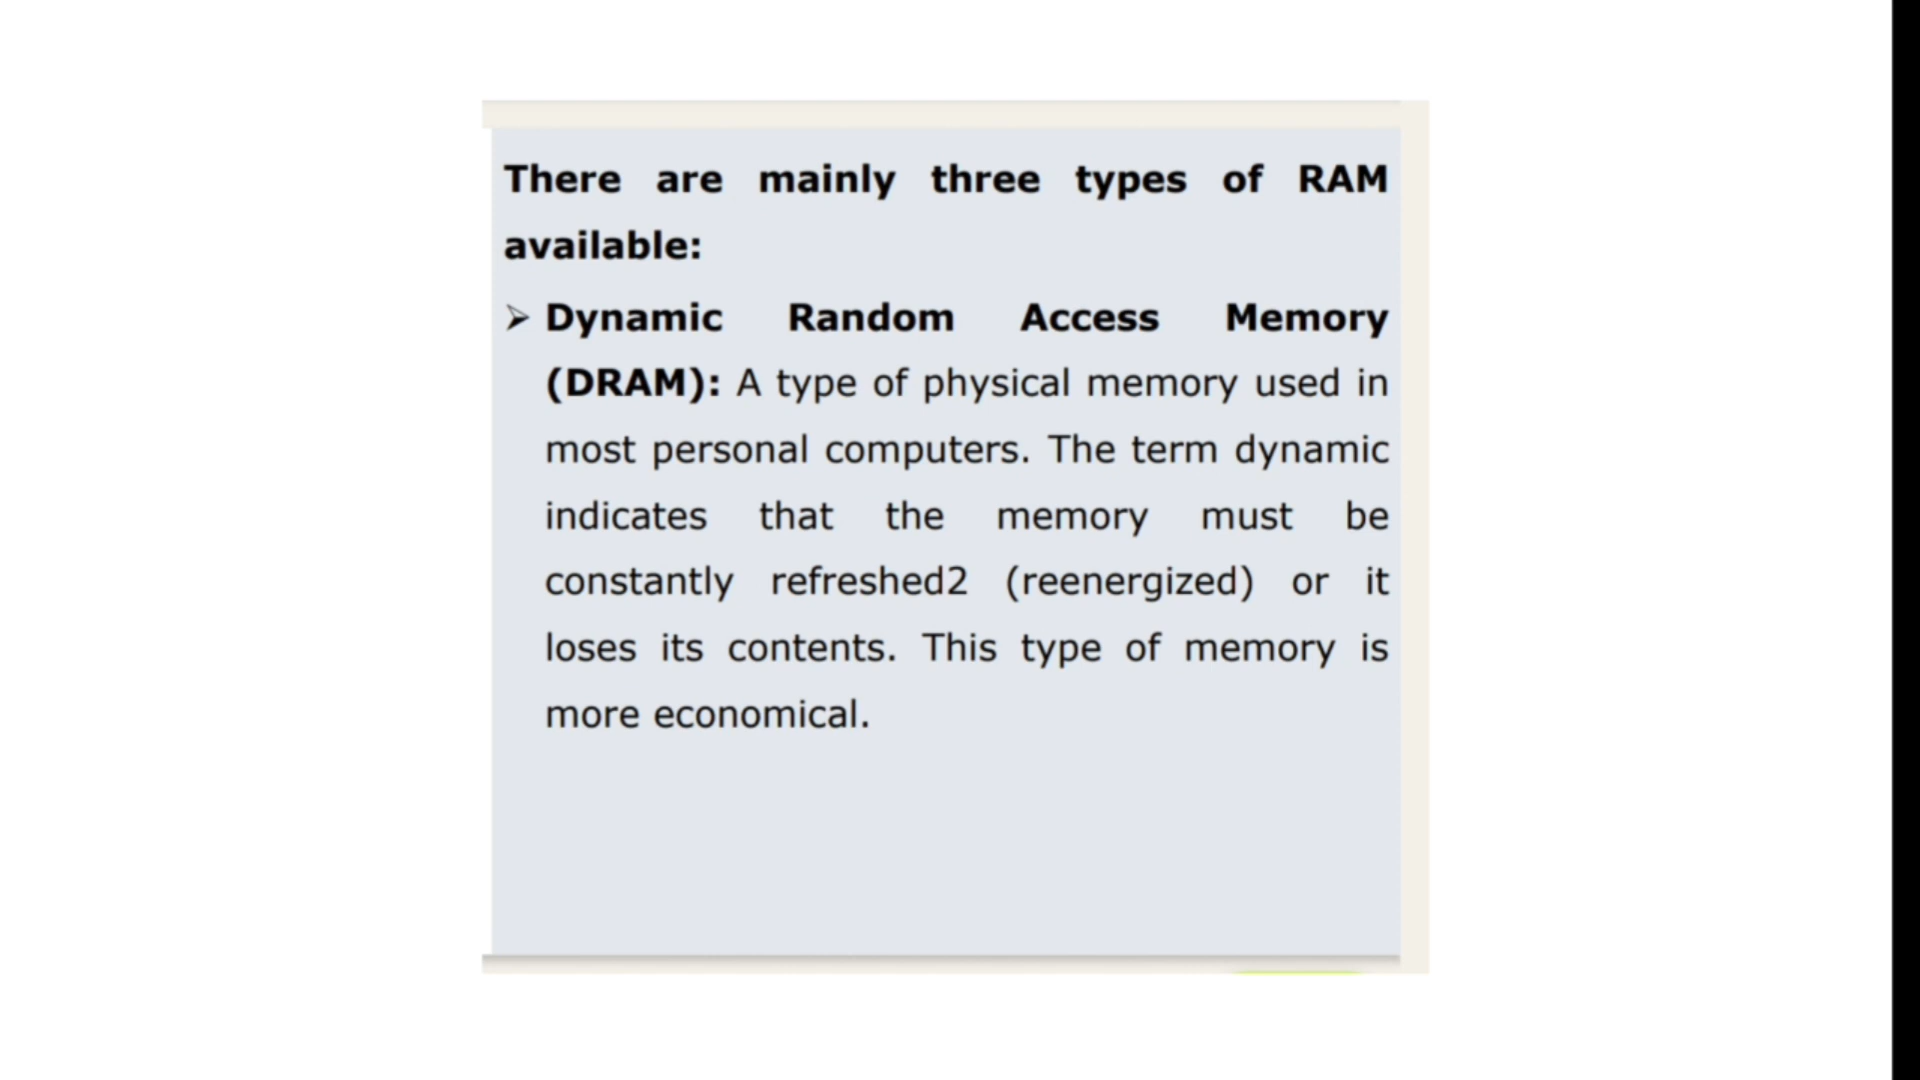 There are mainly three types of RAM
available:
➢ Dynamic Random Access Memory
(DRAM): A type of physical memory used in
most personal computers. The term dynamic
indicates that the memory must be
constantly refreshed2 (reenergized) or it
loses its contents. This type of memory is
more economical.